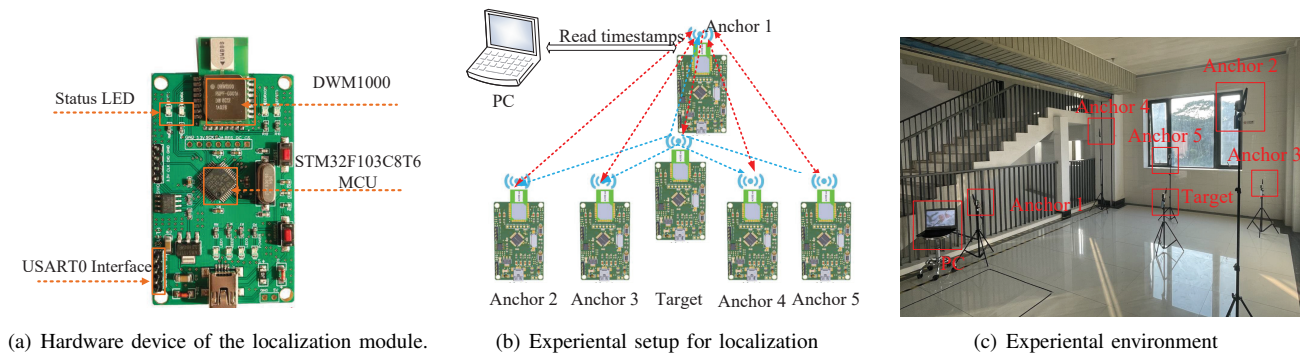 Status LED
DWM1000
STM32F103C8T6
MCU
USART0 Interface
(a) Hardware device of the localization module.
PC
Read timestamps
Anchor 1
Anchor 2
Anchor 3
Target
Anchor 4
Anchor 5
(b) Experiental setup for localization
Anchor 2
Anchor 4
Anchor 5
Anchor 3
Target
Anchor 1
PC
(c) Experiental environment